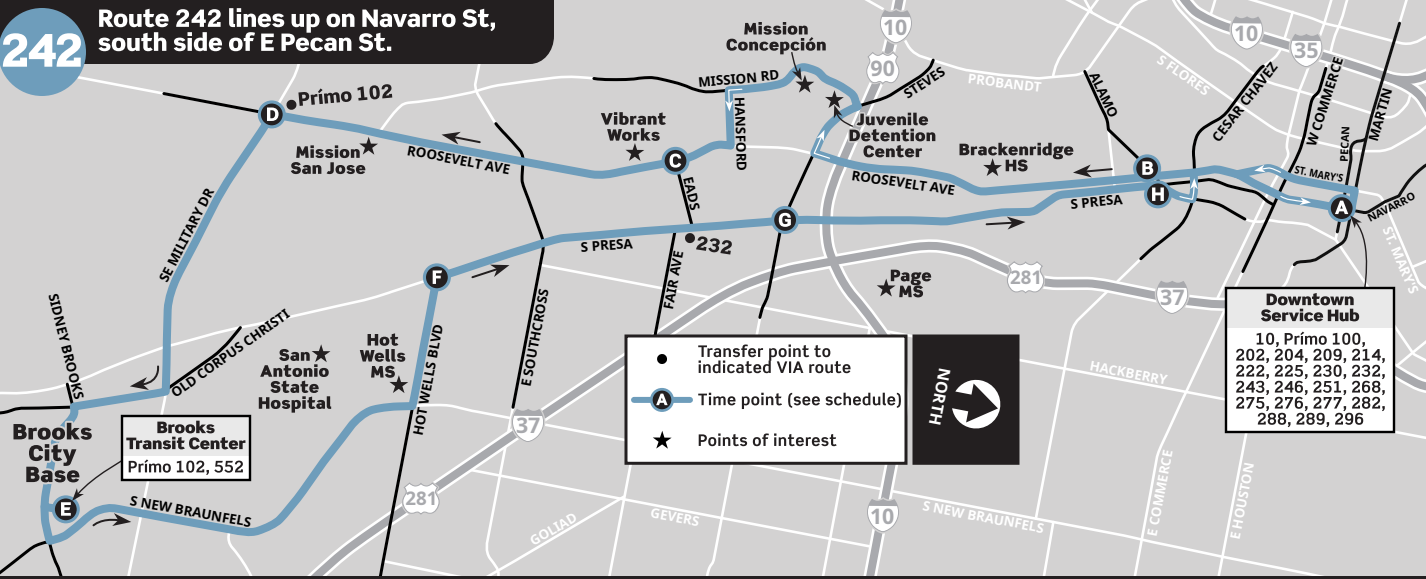 242
Route 242 lines up on Navarro St,
south side of E Pecan St.
10
90
10
35
Mission
Concepción
MISSION RD
HANSFORD
STEVES
PROBANDT
S FLORES
ALAMO
CESAR CHAVEZ
W COMMERCE
PECAN
MARTIN
D
Prímo 102
Mission
San Jose
Vibrant
Works
C
ROOSEVELT AVE
EADS
Juvenile
Detention
Center
ROOSEVELT AVE
Brackenridge
HS
B
H
S PRESA
ST. MARY'S
A
NAVARRO
ST. MARY'S
SE MILITARY DR
G
S PRESA
232
FAIR AVE
F
Page
MS
281
37
SIDNEY BROOKS
OLD CORPUS CHRISTI
San
Antonio
State
Hospital
Hot
Wells
MS
HOT WELLS BLVD
E SOUTHCROSS
37
281
Brooks
City
Base
Brooks
Transit Center
Prímo 102, 552
E
S NEW BRAUNFELS
Transfer point to
indicated VIA route
A
Time point (see schedule)
Points of interest
NORTH
Downtown
Service Hub
10, Prímo 100,
202, 204, 209, 214,
222, 225, 230, 232,
243, 246, 251, 268,
275, 276, 277, 282,
288, 289, 296
HACKBERRY
GOLIAD
GEVERS
10
S NEW BRAUNFELS
E COMMERCE
E HOUSTON